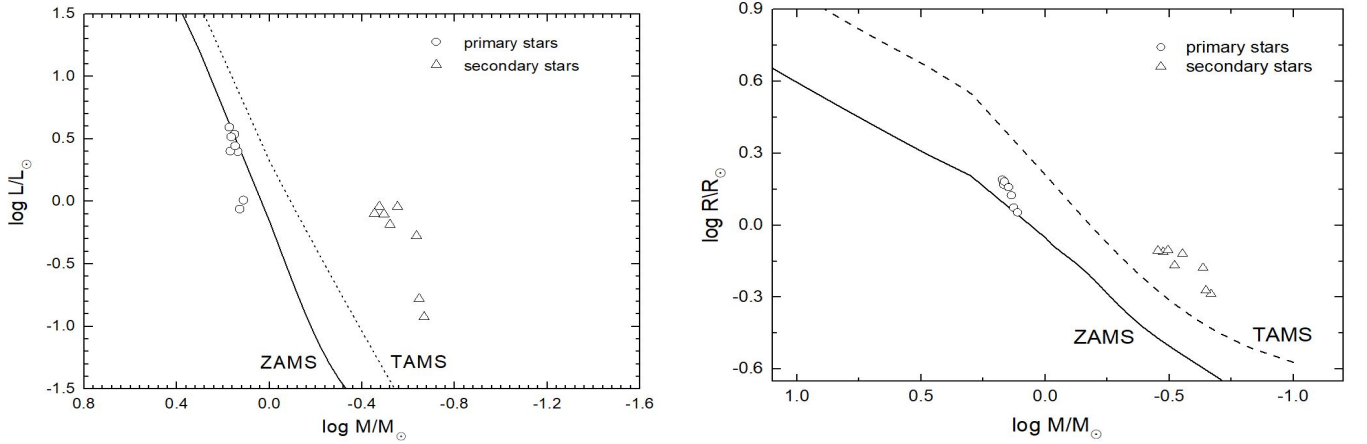 1.5
1.0
0.5
0.0
-0.5
-1.0
-1.5
log L/L☉
0.8 0.4 0.0 -0.4 -0.8 -1.2 -1.6
log M/M☉
primary stars
secondary stars
ZAMS
TAMS
0.9
0.6
0.3
0.0
-0.3
-0.6
log R\R☉
1.0 0.5 0.0 -0.5 -1.0
log M/M☉
primary stars
secondary stars
ZAMS
TAMS